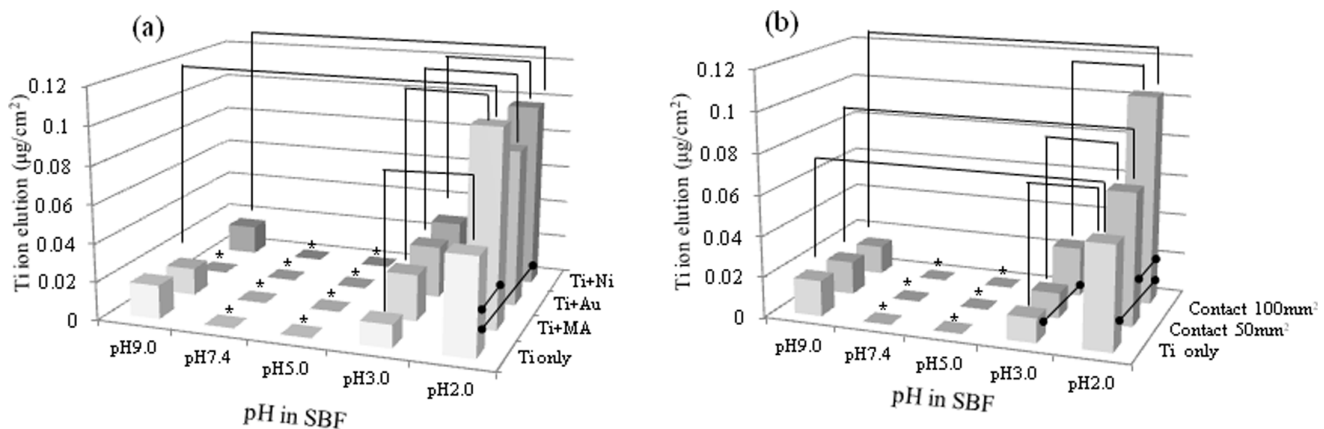 (a)
Ti ion elution (μg/cm²)
0.12
0.1
0.08
0.06
0.04
0.02
0
* * *
* *
* *
* *
pH9.0
pH7.4
pH5.0
pH3.0
pH2.0
Ti+Ni
Ti+Au
Ti+MA
Ti only
pH in SBF
(b)
Ti ion elution (μg/cm²)
0.12
0.1
0.08
0.06
0.04
0.02
0
* *
* *
* *
pH9.0
pH7.4
pH5.0
pH3.0
pH2.0
Contact 100mm²
Contact 50mm²
Ti only
pH in SBF